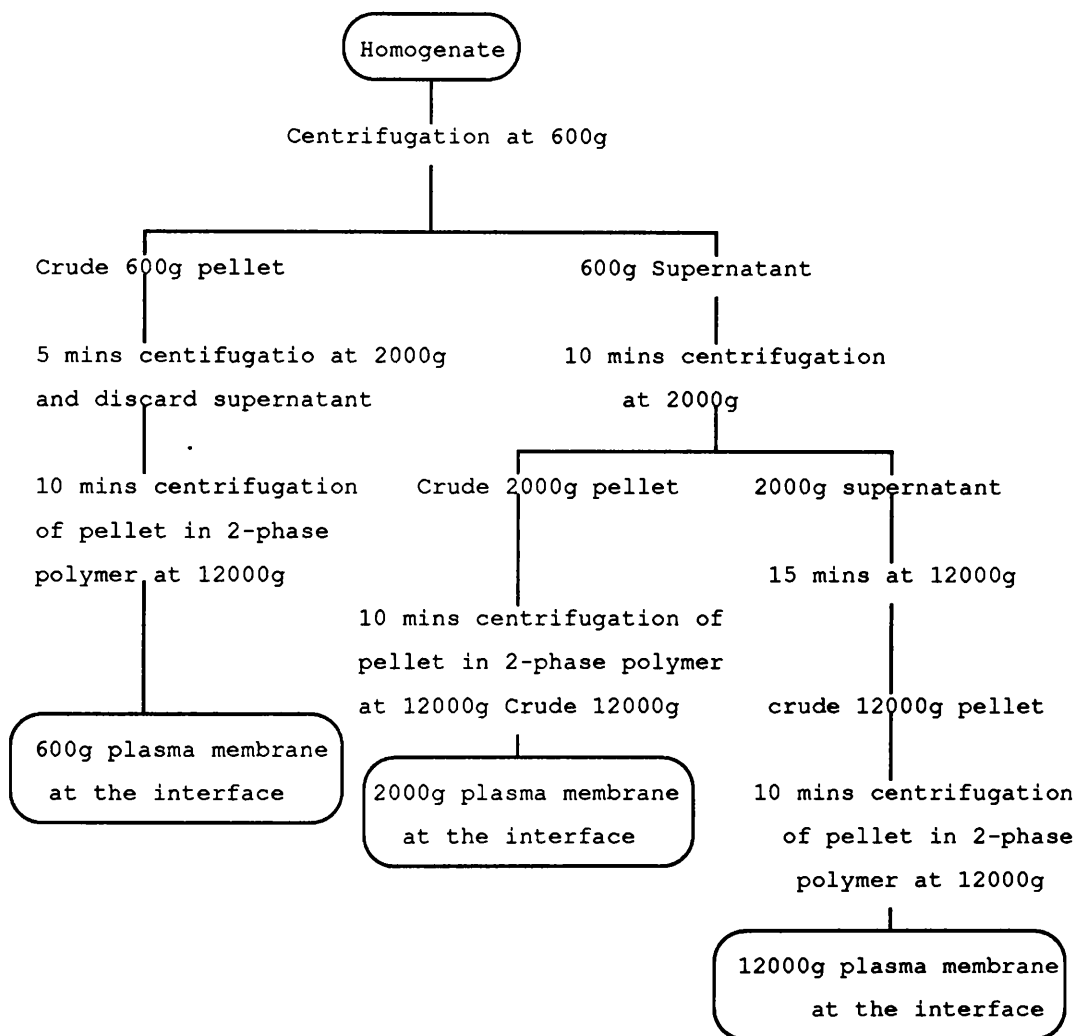 Homogenate
Centrifugation at 600g
Crude 600g pellet
600g Supernatant
5 mins centifugatio at 2000g
and discard supernatant
10 mins centrifugation
at 2000g
10 mins centrifugation
of pellet in 2-phase
polymer at 12000g
Crude 2000g pellet
2000g supernatant
15 mins at 12000g
10 mins centrifugation of
pellet in 2-phase polymer
at 12000g Crude 12000g
crude 12000g pellet
600g plasma membrane
at the interface
2000g plasma membrane
at the interface
10 mins centrifugation
of pellet in 2-phase
polymer at 12000g
12000g plasma membrane
at the interface